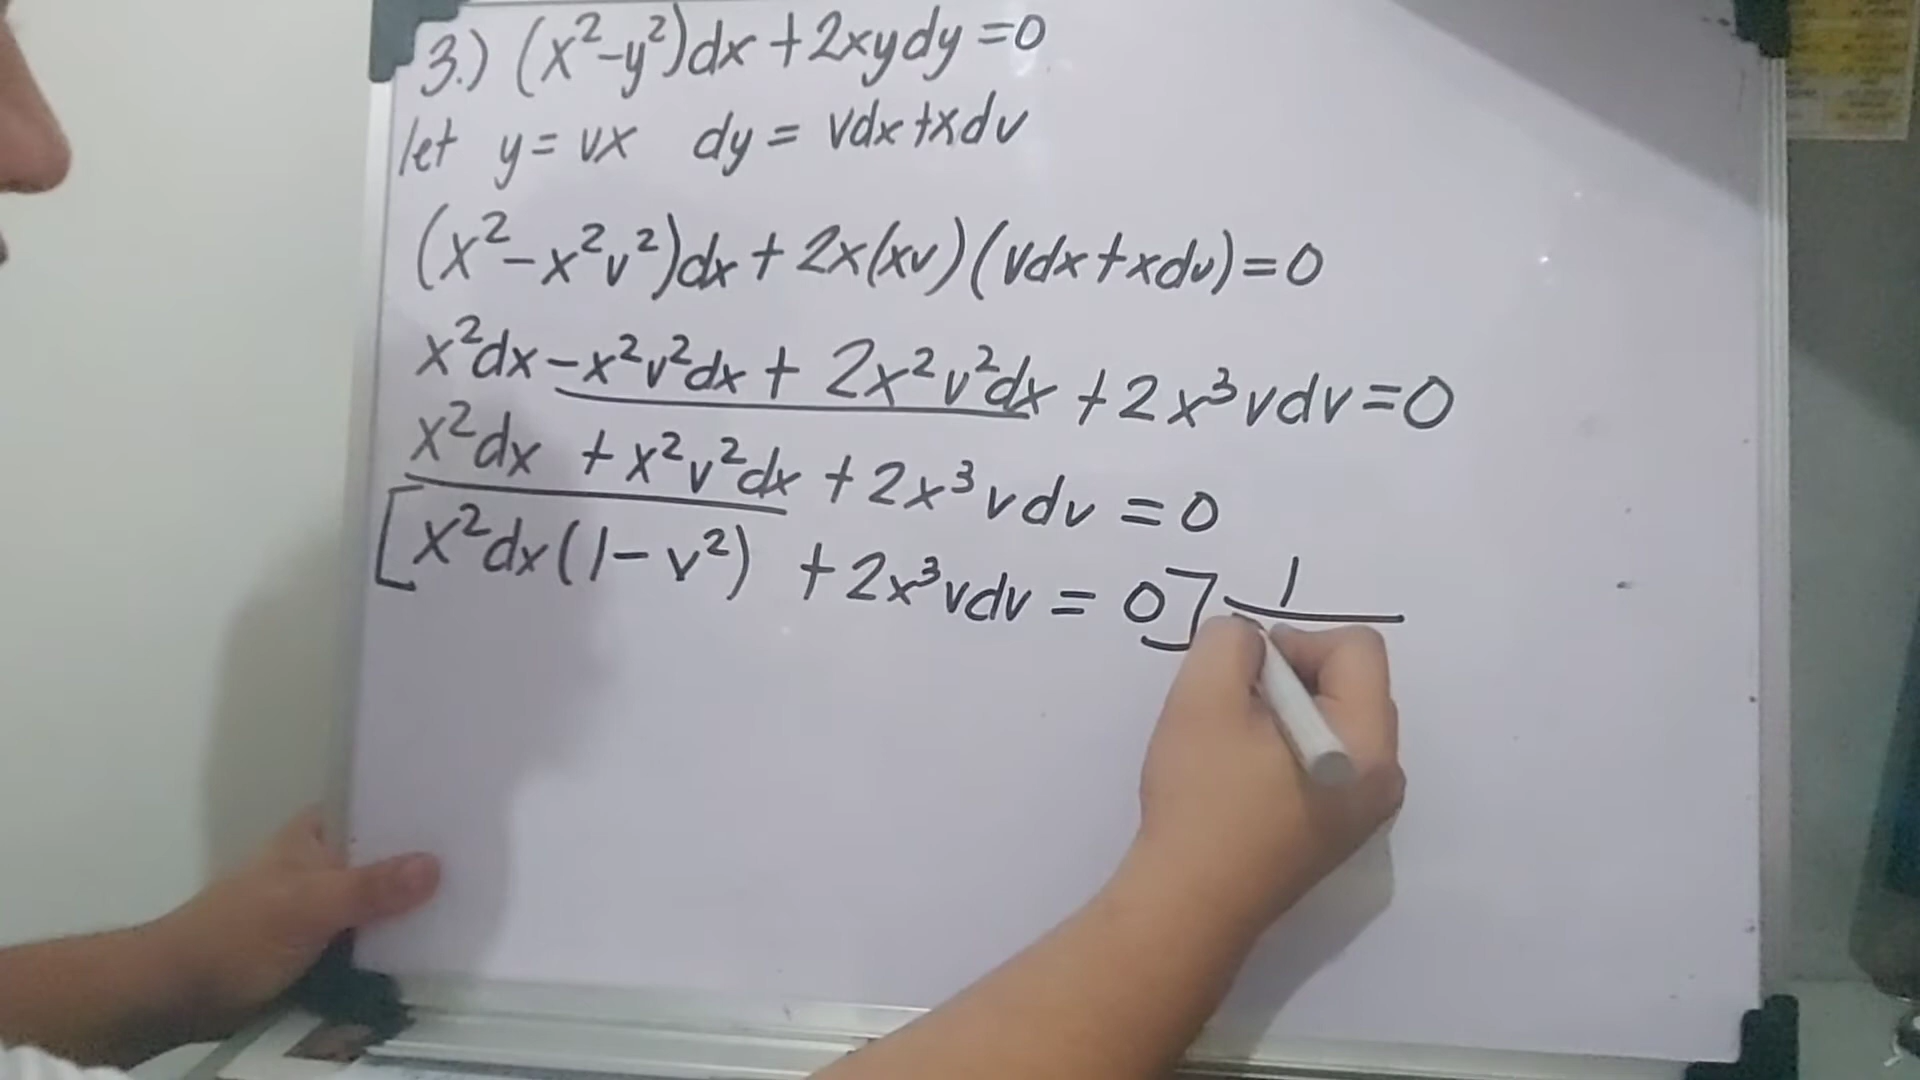 3.) (x²-y²)dx+2xydy=0
let y=vx dy=vdx+xdv
(x²-x²v²)dx+2x(xv)(vdx+xdv)=0
x²dx-x²v²dx+2x²v²dx+2x³vdv=0
x²dx+x²v²dx+2x³vdv=0
[x²dx(1-v²)+2x³vdv=0] 1